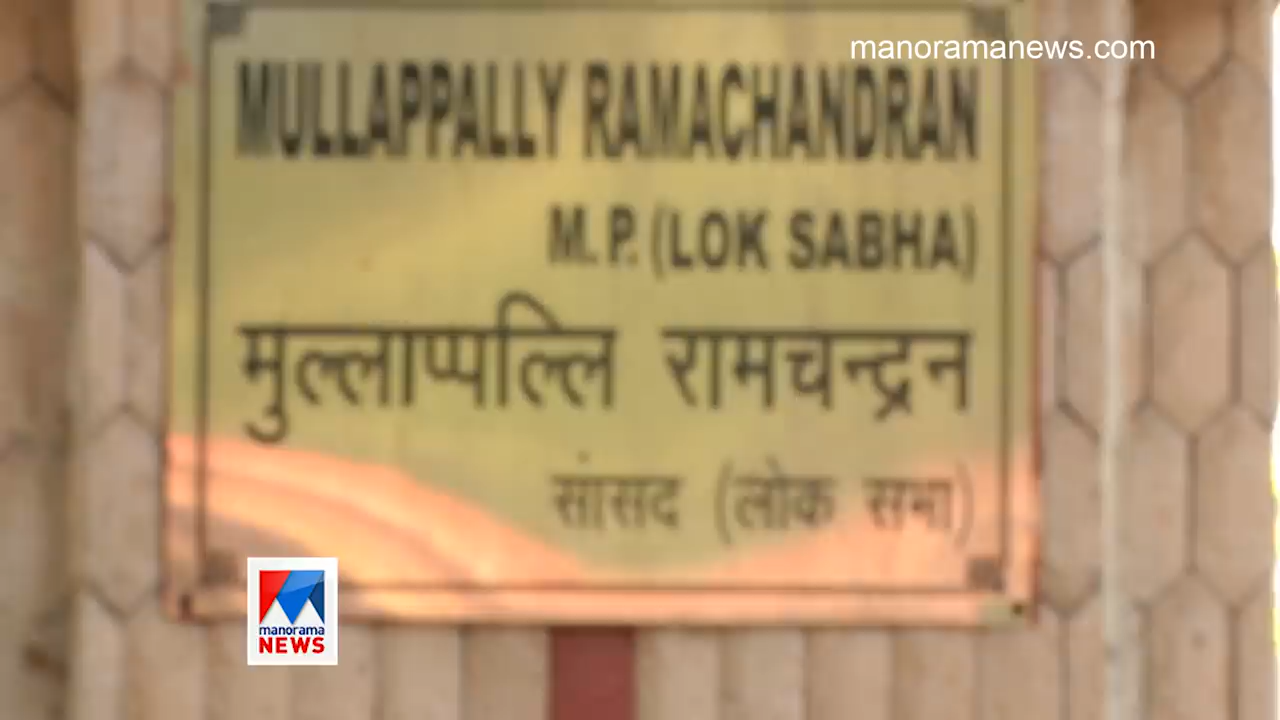 manoramanews.com
MULLAPPALLY RAMACHANDRAN
M.P. (LOK SABHA)
मुल्लाप्पल्लि रामचन्द्रन
सांसद (लोक सभा)
manorama
NEWS